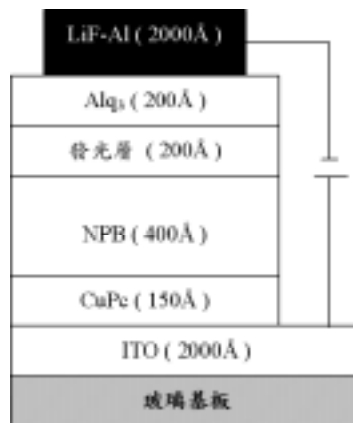 LiF-Al ( 2000Å )
Alq₃ ( 200Å )
發光層 ( 200Å )
NPB ( 400Å )
CuPc ( 150Å )
ITO ( 2000Å )
玻璃基板